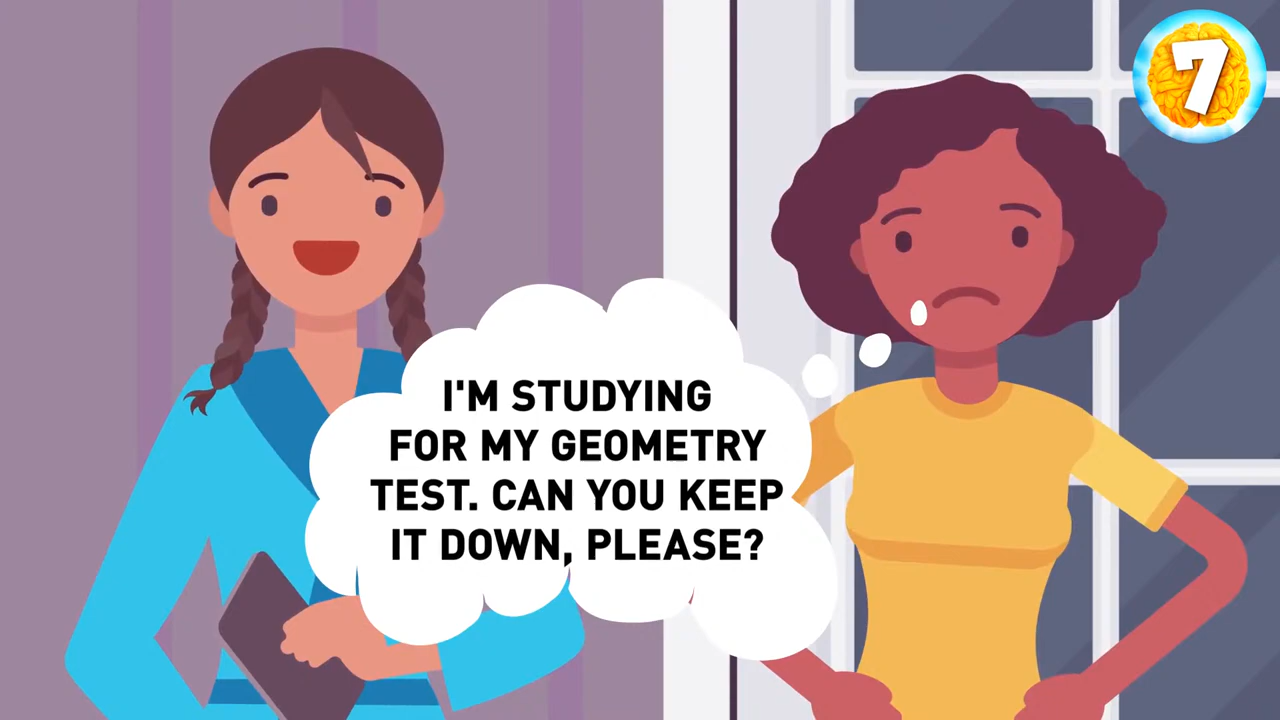 7
I'M STUDYING
FOR MY GEOMETRY
TEST. CAN YOU KEEP
IT DOWN, PLEASE?